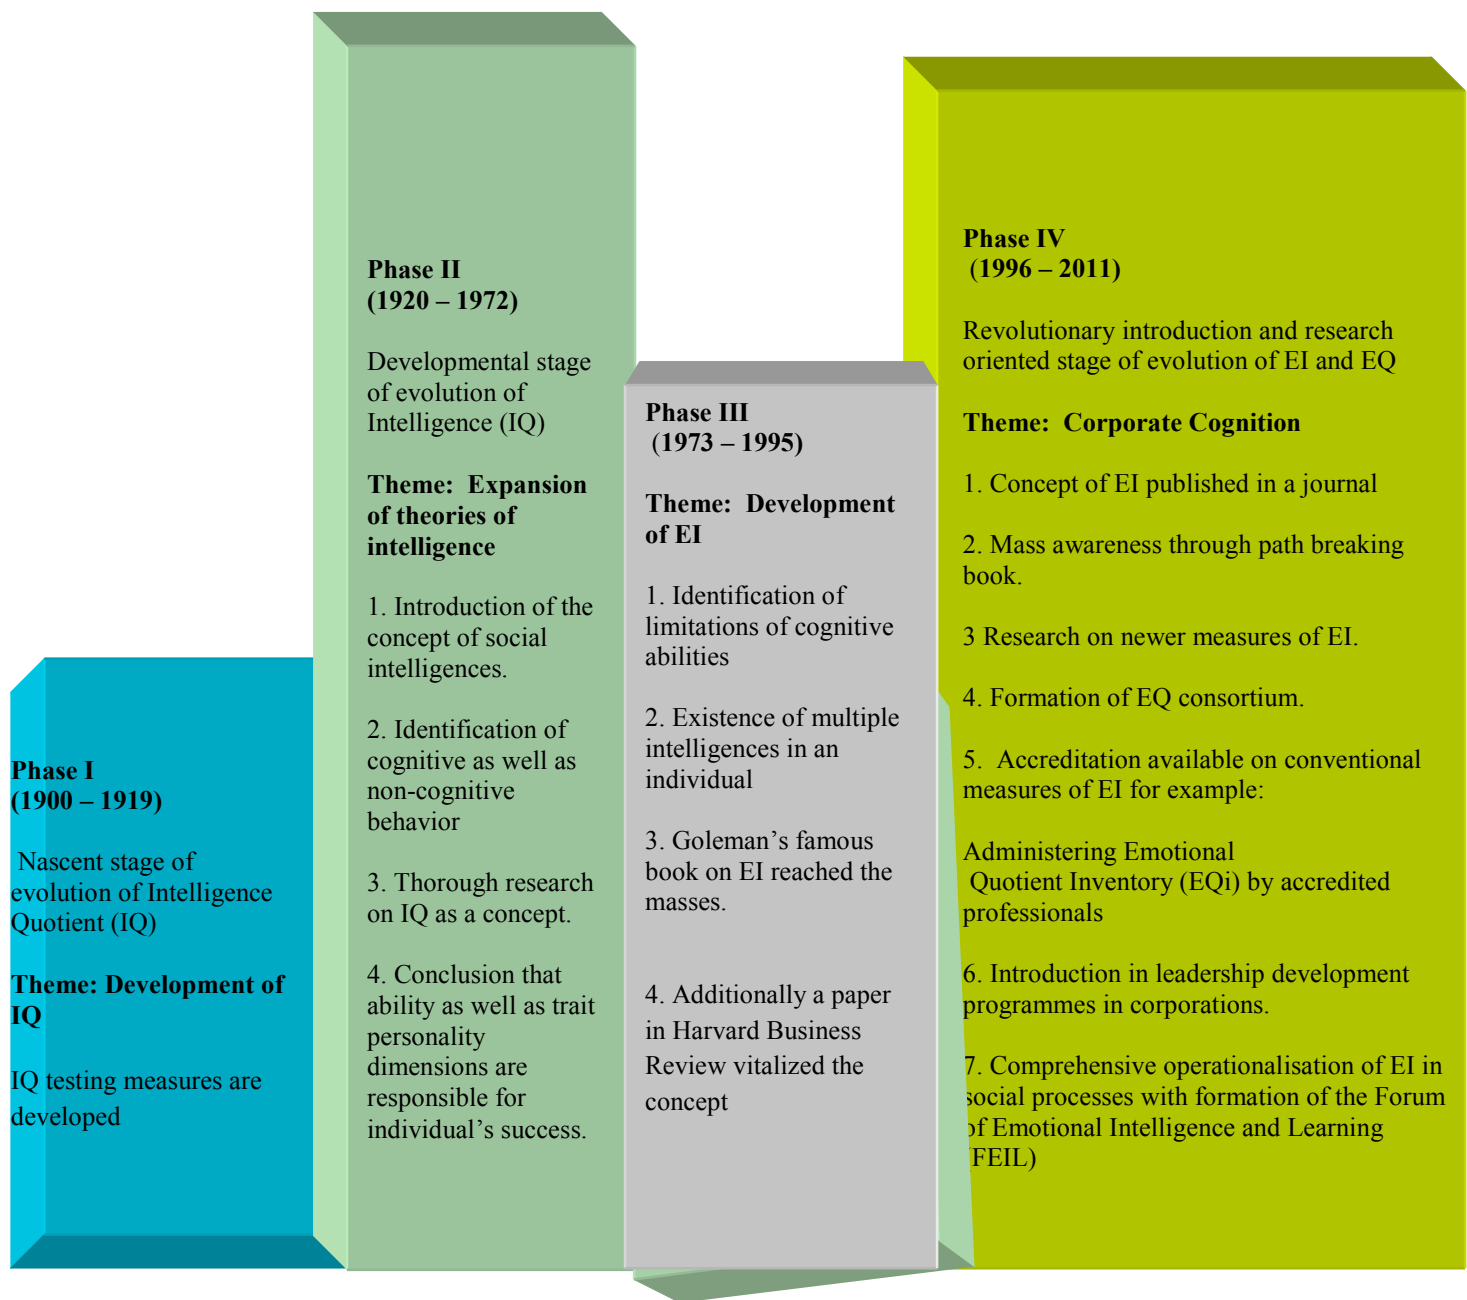 Phase I
(1900 – 1919)
Nascent stage of
evolution of Intelligence
Quotient (IQ)
Theme: Development of
IQ
IQ testing measures are
developed
Phase II
(1920 – 1972)
Developmental stage
of evolution of
Intelligence (IQ)
Theme:  Expansion
of theories of
intelligence
1. Introduction of the
concept of social
intelligences.
2. Identification of
cognitive as well as
non-cognitive
behavior
3. Thorough research
on IQ as a concept.
4. Conclusion that
ability as well as trait
personality
dimensions are
responsible for
individual’s success.
Phase III
(1973 – 1995)
Theme:  Development
of EI
1. Identification of
limitations of cognitive
abilities
2. Existence of multiple
intelligences in an
individual
3. Goleman’s famous
book on EI reached the
masses.
4. Additionally a paper
in Harvard Business
Review vitalized the
concept
Phase IV
(1996 – 2011)
Revolutionary introduction and research
oriented stage of evolution of EI and EQ
Theme:  Corporate Cognition
1. Concept of EI published in a journal
2. Mass awareness through path breaking
book.
3 Research on newer measures of EI.
4. Formation of EQ consortium.
5.  Accreditation available on conventional
measures of EI for example:
Administering Emotional
Quotient Inventory (EQi) by accredited
professionals
6. Introduction in leadership development
programmes in corporations.
7. Comprehensive operationalisation of EI in
social processes with formation of the Forum
of Emotional Intelligence and Learning
(FEIL)